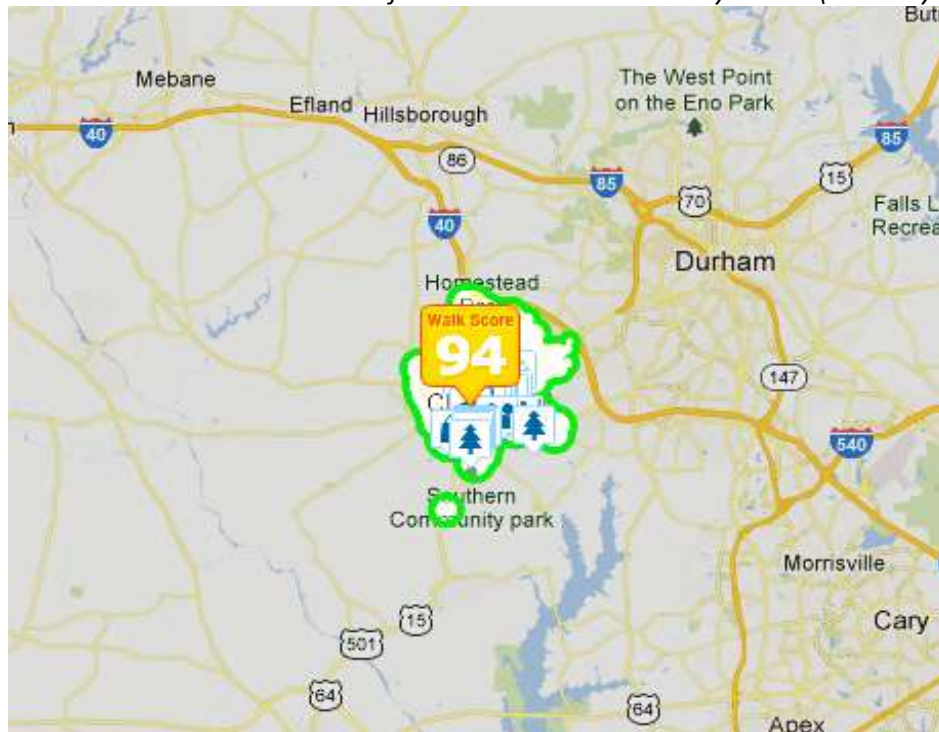 Mebane
The West Point
on the Eno Park
Efland
Hillsborough
40
86
85
85
15
70
40
Falls L
Recrea
Durham
Homestead
Walk Score
94
147
540
Southern
Community park
Morrisville
15
Cary
501
64
64
Apex